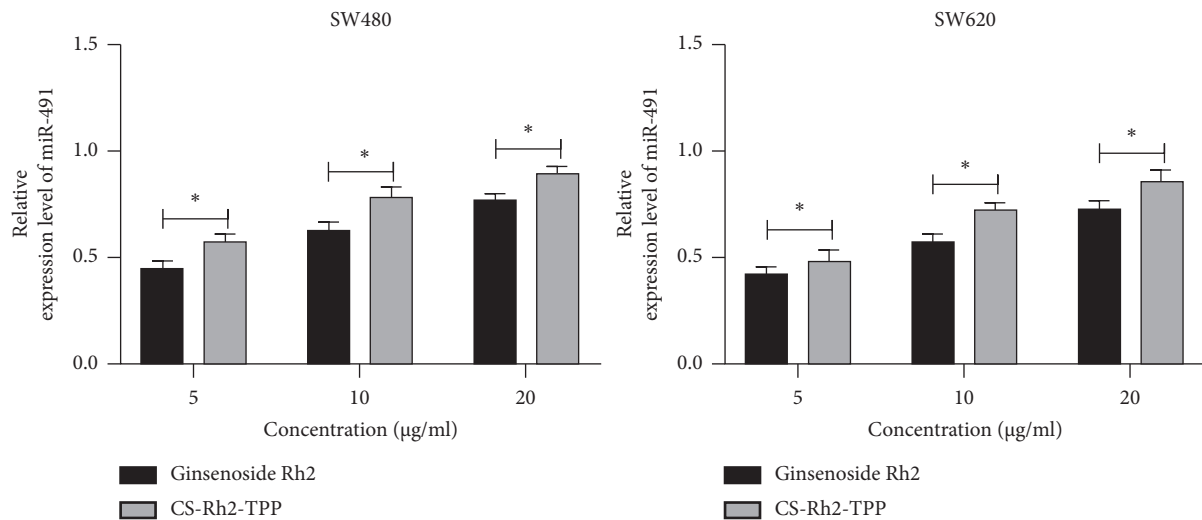 SW480
Relative
expression level of miR-491
1.5
1.0
0.5
0.0
*
*
*
5
10
20
Concentration (µg/ml)
Ginsenoside Rh2
CS-Rh2-TPP
SW620
Relative
expression level of miR-491
1.5
1.0
0.5
0.0
*
*
*
5
10
20
Concentration (µg/ml)
Ginsenoside Rh2
CS-Rh2-TPP